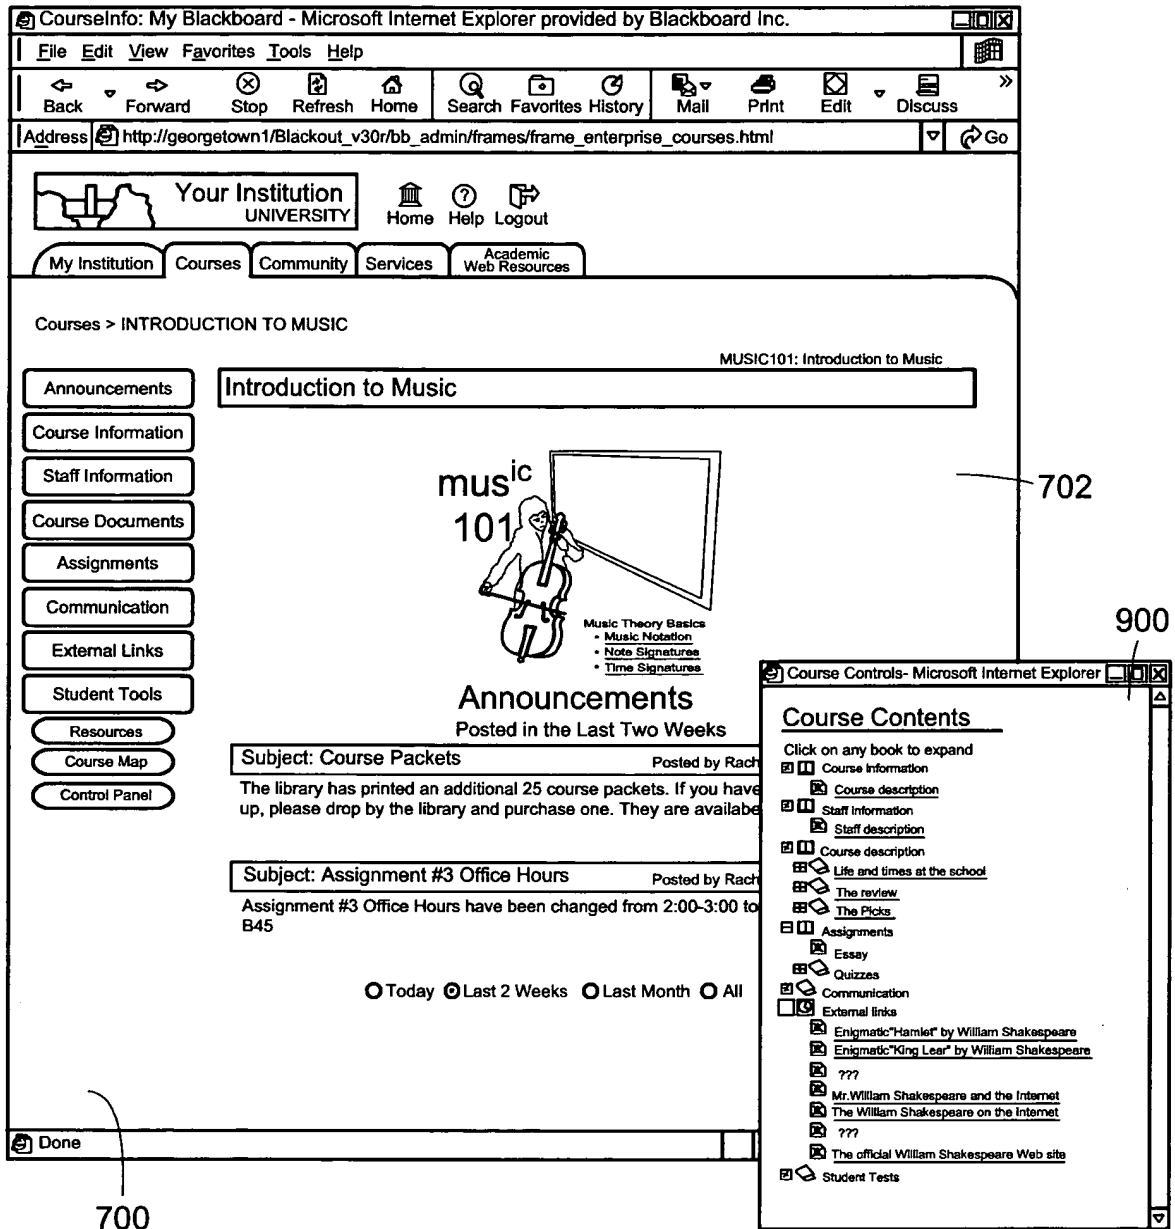 CourseInfo: My Blackboard - Microsoft Internet Explorer provided by Blackboard Inc.
File Edit View Favorites Tools Help
Back Forward Stop Refresh Home Search Favorites History Mail Print Edit Discuss »
Address http://georgetown1/Blackout_v30r/bb_admin/frames/frame_enterprise_courses.html Go
Your Institution
UNIVERSITY
Home Help Logout
My Institution Courses Community Services Academic Web Resources
Courses > INTRODUCTION TO MUSIC
MUSIC101: Introduction to Music
Introduction to Music
Announcements
Course Information
Staff Information
Course Documents
Assignments
Communication
External Links
Student Tools
Resources
Course Map
Control Panel
music
101
Music Theory Basics
• Music Notation
• Note Signatures
• Time Signatures
Announcements
Posted in the Last Two Weeks
Subject: Course Packets Posted by Rach
The library has printed an additional 25 course packets. If you have
up, please drop by the library and purchase one. They are availabe
Subject: Assignment #3 Office Hours Posted by Rach
Assignment #3 Office Hours have been changed from 2:00-3:00 to
B45
Today Last 2 Weeks Last Month All
Done
702
900
Course Controls- Microsoft Internet Explorer
Course Contents
Click on any book to expand
Course Information
Course description
Staff Information
Staff description
Course description
Life and times at the school
The review
The Picks
Assignments
Essay
Quizzes
Communication
External links
Enigmatic"Hamlet" by William Shakespeare
Enigmatic"King Lear" by William Shakespeare
???
Mr.William Shakespeare and the Internet
The William Shakespeare on the Internet
???
The official William Shakespeare Web site
Student Tests
700